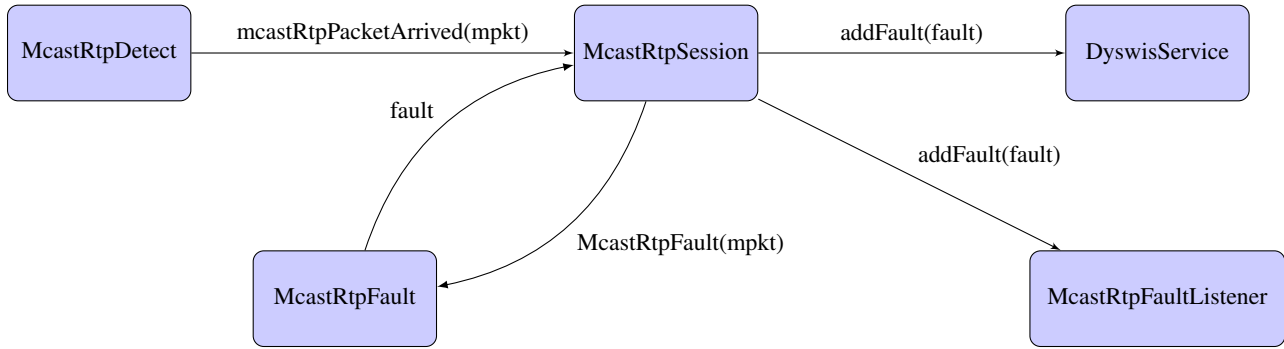 McastRtpDetect
mcastRtpPacketArrived(mpkt)
McastRtpSession
addFault(fault)
DyswisService
fault
addFault(fault)
McastRtpFault(mpkt)
McastRtpFault
McastRtpFaultListener